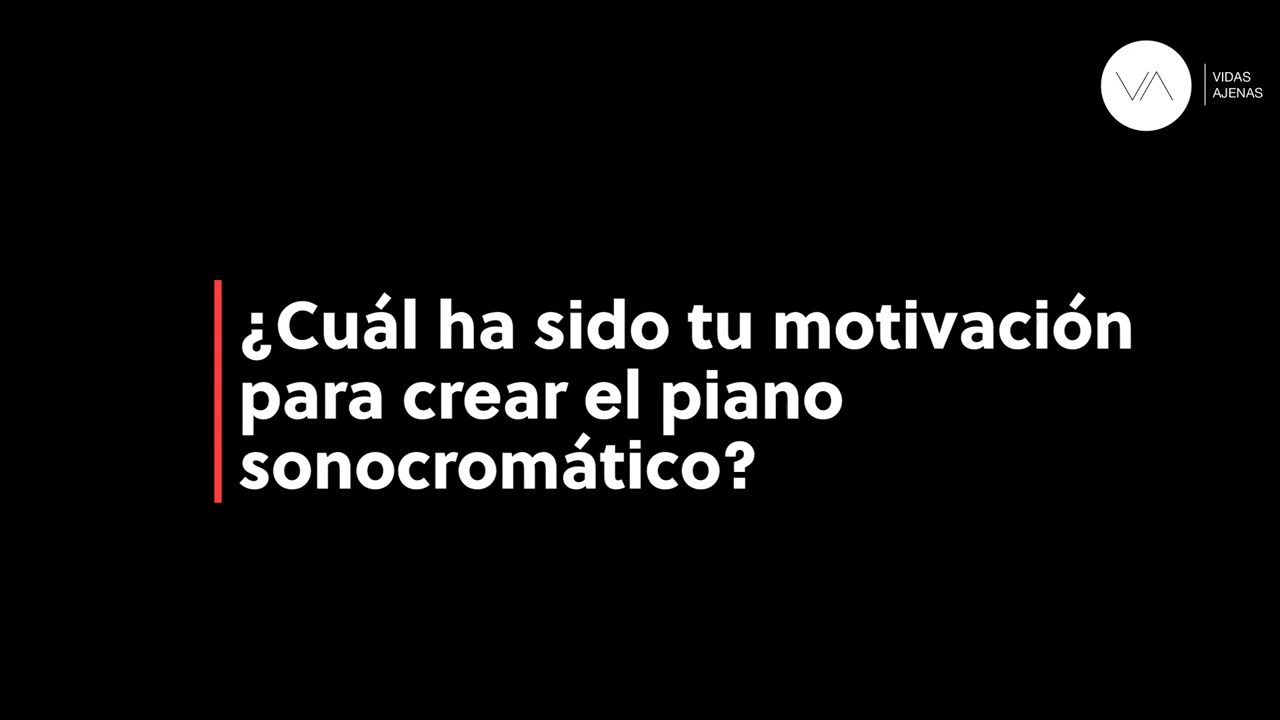 VIDAS
AJENAS
¿Cuál ha sido tu motivación
para crear el piano
sonocromático?